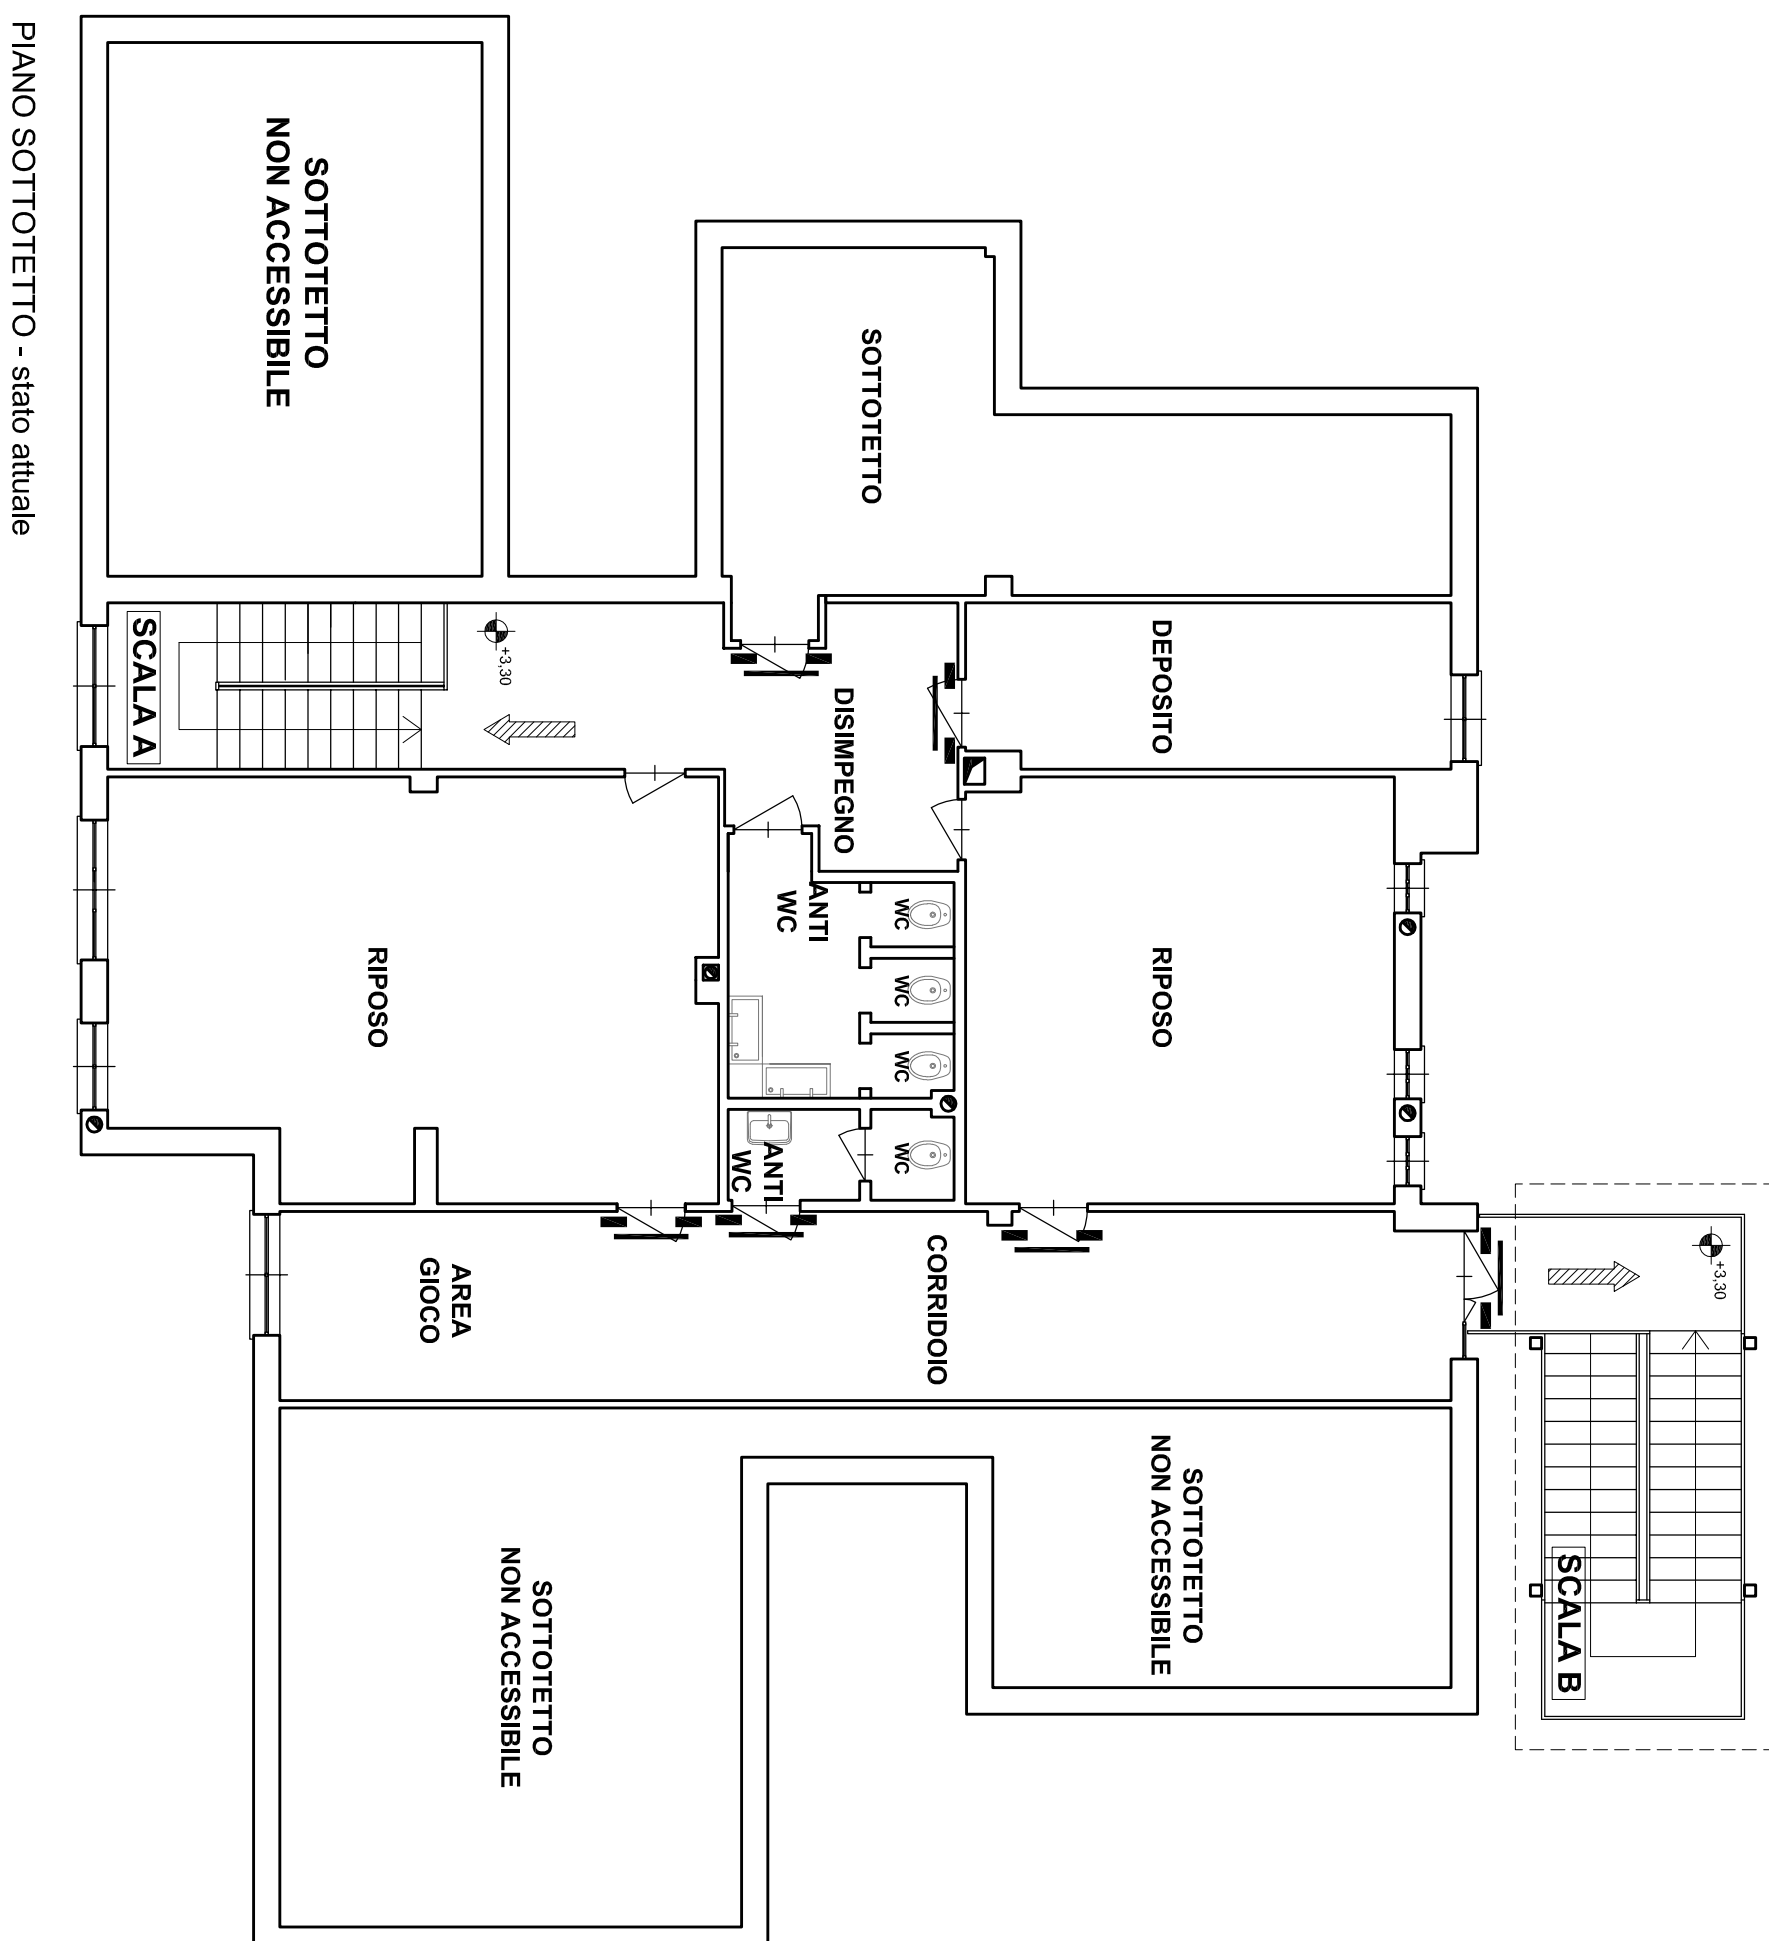 PIANO SOTTOTETTO - stato attuale
SOTTOTETTO
NON ACCESSIBILE
SOTTOTETTO
SCALA A
+3,30
DISIMPEGNO
DEPOSITO
RIPOSO
ANTI
WC
WC
WC
WC
RIPOSO
ANTI
WC
WC
AREA
GIOCO
CORRIDOIO
+3,30
SCALA B
SOTTOTETTO
NON ACCESSIBILE
SOTTOTETTO
NON ACCESSIBILE